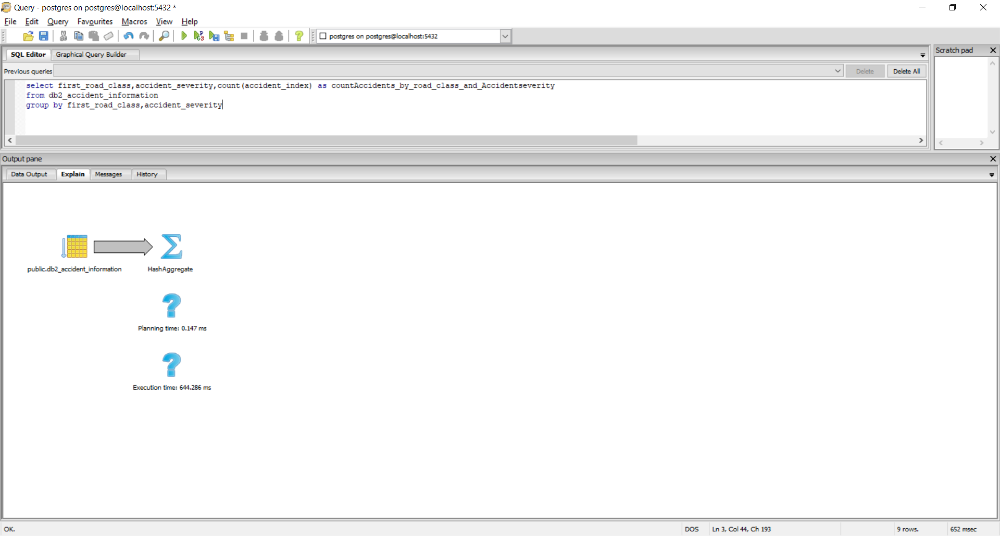 Query - postgres on postgres@localhost:5432 *
File Edit Query Favourites Macros View Help
postgres on postgres@localhost:5432
SQL Editor Graphical Query Builder
Scratch pad
Previous queries Delete Delete All
select first_road_class,accident_severity,count(accident_index) as countAccidents_by_road_class_and_Accidentseverity
from db2_accident_information
group by first_road_class,accident_severity
Output pane
Data Output Explain Messages History
public.db2_accident_information HashAggregate
Planning time: 0.147 ms
Execution time: 644.286 ms
OK. DOS Ln 3, Col 44, Ch 193 9 rows. 652 msec